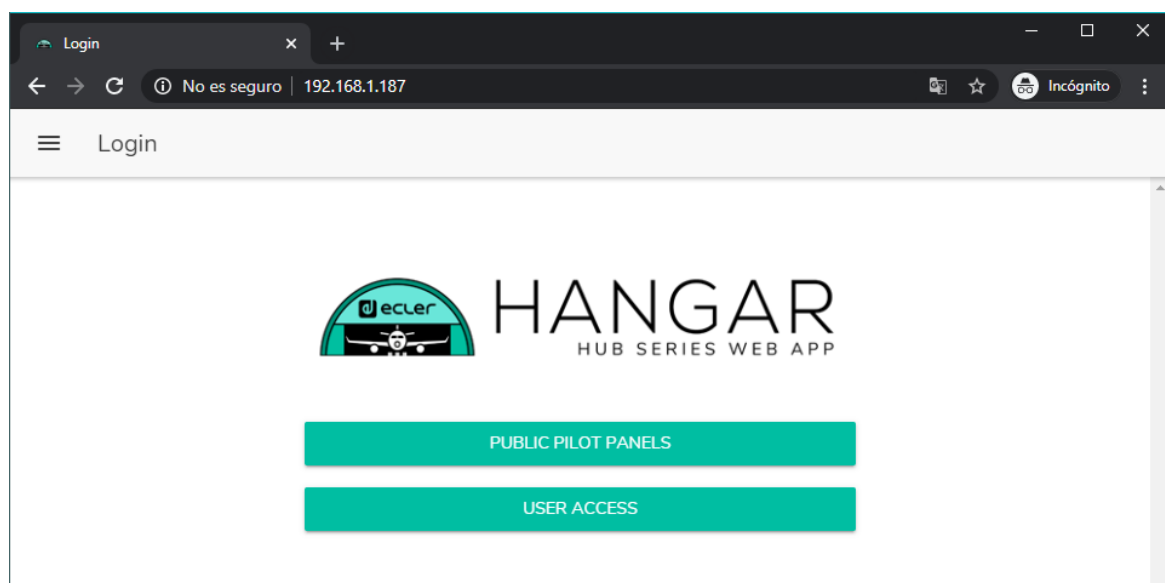 Login
No es seguro | 192.168.1.187
Incógnito
Login
ecler
HANGAR
HUB SERIES WEB APP
PUBLIC PILOT PANELS
USER ACCESS